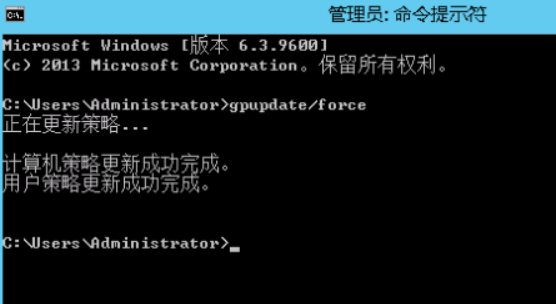 管理员: 命令提示符
Microsoft Windows [版本 6.3.9600]
(c) 2013 Microsoft Corporation。保留所有权利。
C:\Users\Administrator>gpupdate/force
正在更新策略...
计算机策略更新成功完成。
用户策略更新成功完成。
C:\Users\Administrator>_